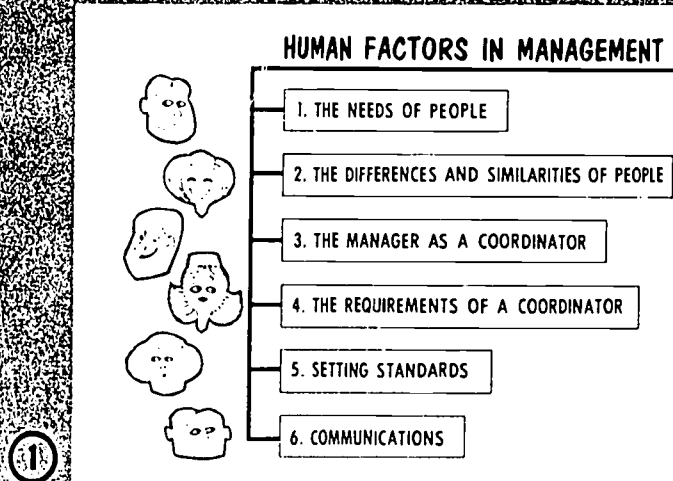 HUMAN FACTORS IN MANAGEMENT
1. THE NEEDS OF PEOPLE
2. THE DIFFERENCES AND SIMILARITIES OF PEOPLE
3. THE MANAGER AS A COORDINATOR
4. THE REQUIREMENTS OF A COORDINATOR
5. SETTING STANDARDS
6. COMMUNICATIONS
1